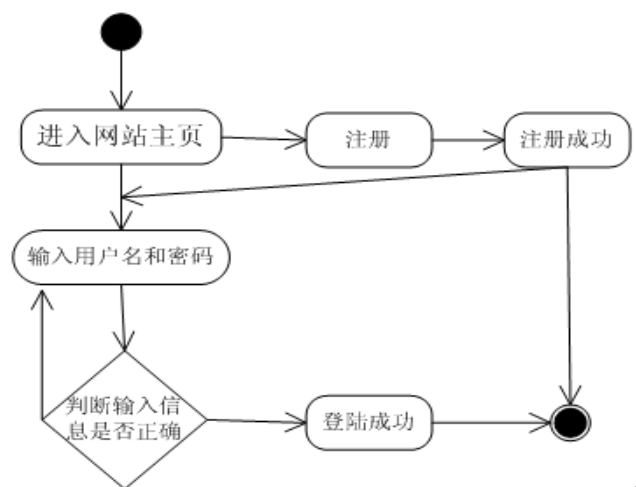 进入网站主页
注册
注册成功
输入用户名和密码
判断输入信
息是否正确
登陆成功